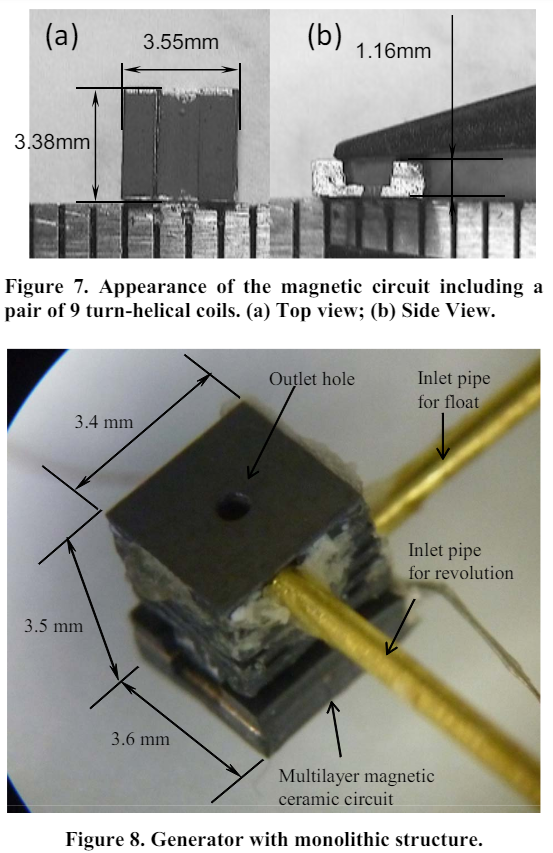 (a)
3.55mm
3.38mm
(b)
1.16mm
Figure 7. Appearance of the magnetic circuit including a
pair of 9 turn-helical coils. (a) Top view; (b) Side View.
Outlet hole
Inlet pipe
for float
3.4 mm
Inlet pipe
for revolution
3.5 mm
3.6 mm
Multilayer magnetic
ceramic circuit
Figure 8. Generator with monolithic structure.